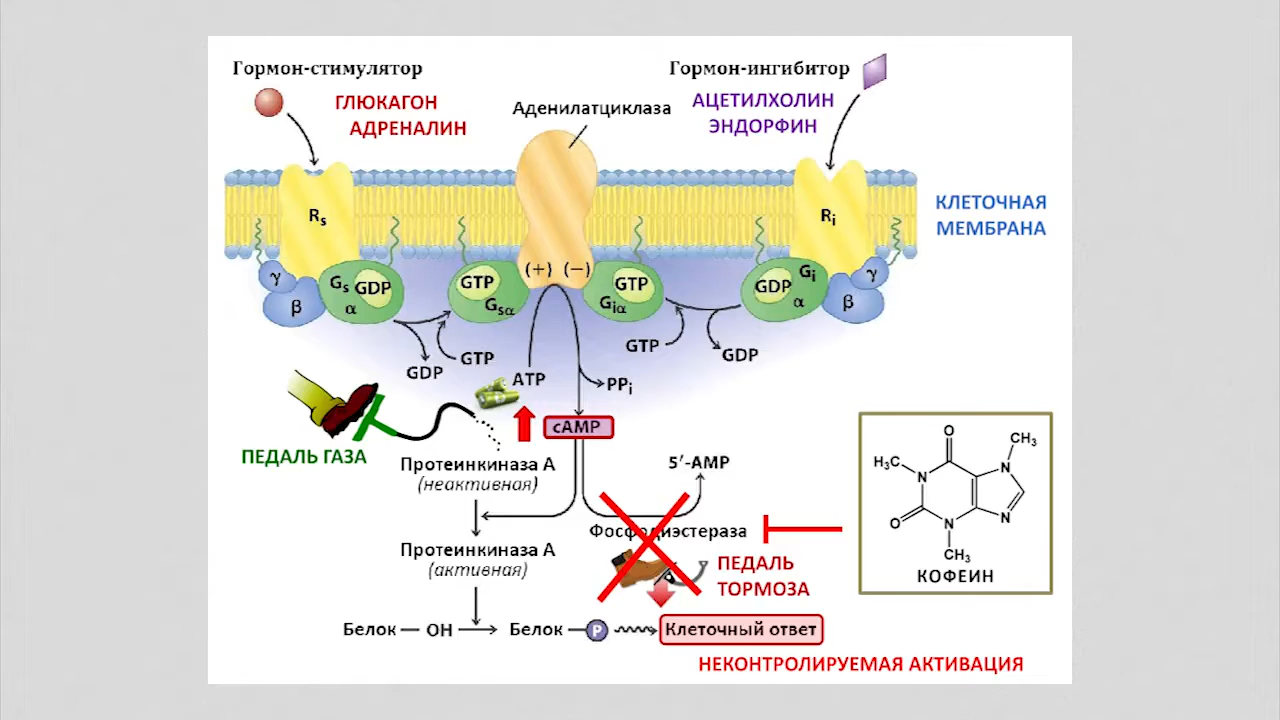 Гормон-стимулятор
ГЛЮКАГОН
АДРЕНАЛИН
Аденилатциклаза
Гормон-ингибитор
АЦЕТИЛХОЛИН
ЭНДОРФИН
КЛЕТОЧНАЯ
МЕМБРАНА
Rs
Ri
γ
β
Gs
GDP
α
GTP
Gsα
(+) (−)
GTP
Giα
GDP
Gi
α
γ
β
GDP
GTP
ATP
PPi
GTP
GDP
cAMP
ПЕДАЛЬ ГАЗА
Протеинкиназа А
(неактивная)
5′-AMP
Фосфодиэстераза
Протеинкиназа А
(активная)
ПЕДАЛЬ
ТОРМОЗА
Белок — OH
Белок — P
Клеточный ответ
НЕКОНТРОЛИРУЕМАЯ АКТИВАЦИЯ
O
CH3
H3C
N
N
O
N
N
CH3
КОФЕИН